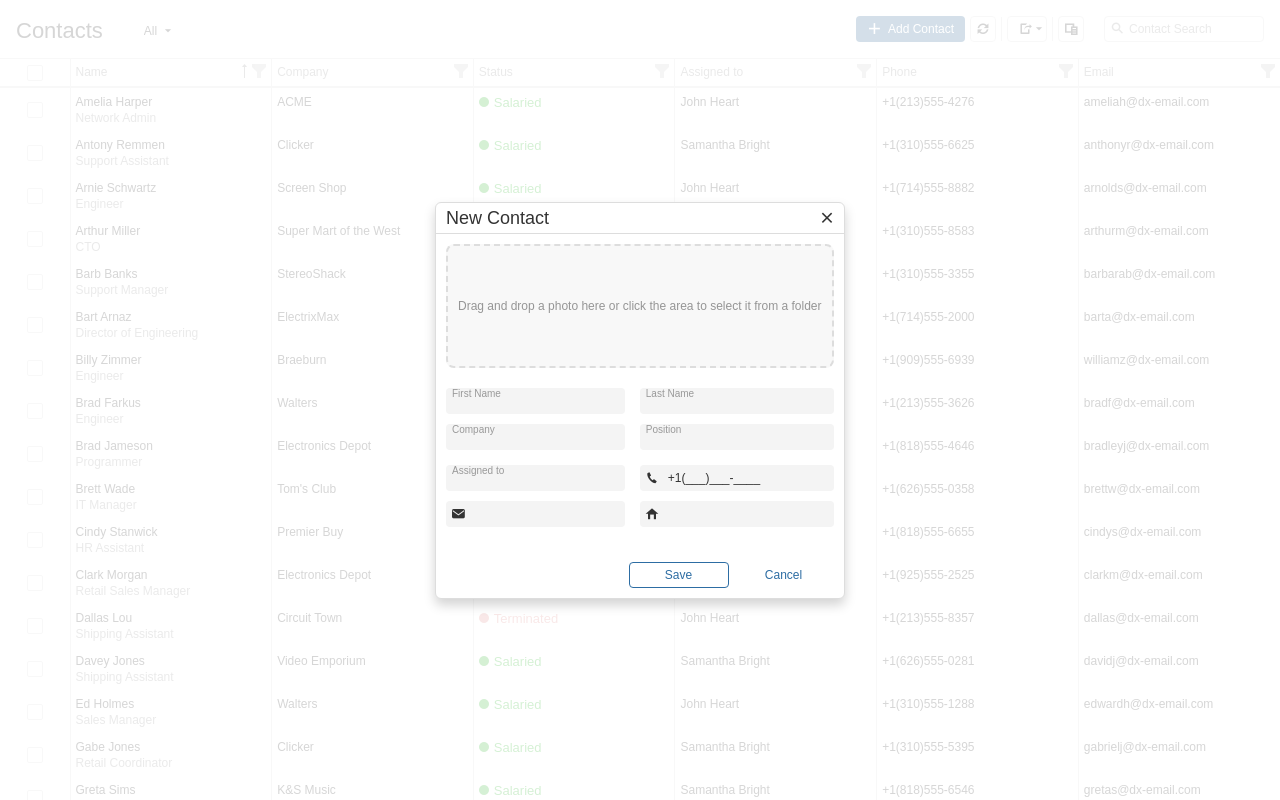 Contacts
All
Add Contact
Contact Search
Name
Company
Status
Assigned to
Phone
Email
Amelia Harper
Network Admin
ACME
Salaried
John Heart
+1(213)555-4276
ameliah@dx-email.com
Antony Remmen
Support Assistant
Clicker
Salaried
Samantha Bright
+1(310)555-6625
anthonyr@dx-email.com
Arnie Schwartz
Engineer
Screen Shop
Salaried
John Heart
+1(714)555-8882
arnolds@dx-email.com
Arthur Miller
CTO
Super Mart of the West
+1(310)555-8583
arthurm@dx-email.com
Barb Banks
Support Manager
StereoShack
+1(310)555-3355
barbarab@dx-email.com
Bart Arnaz
Director of Engineering
ElectrixMax
+1(714)555-2000
barta@dx-email.com
Billy Zimmer
Engineer
Braeburn
+1(909)555-6939
williamz@dx-email.com
Brad Farkus
Engineer
Walters
+1(213)555-3626
bradf@dx-email.com
Brad Jameson
Programmer
Electronics Depot
+1(818)555-4646
bradleyj@dx-email.com
Brett Wade
IT Manager
Tom's Club
+1(626)555-0358
brettw@dx-email.com
Cindy Stanwick
HR Assistant
Premier Buy
+1(818)555-6655
cindys@dx-email.com
Clark Morgan
Retail Sales Manager
Electronics Depot
+1(925)555-2525
clarkm@dx-email.com
Dallas Lou
Shipping Assistant
Circuit Town
Terminated
John Heart
+1(213)555-8357
dallas@dx-email.com
Davey Jones
Shipping Assistant
Video Emporium
Salaried
Samantha Bright
+1(626)555-0281
davidj@dx-email.com
Ed Holmes
Sales Manager
Walters
Salaried
John Heart
+1(310)555-1288
edwardh@dx-email.com
Gabe Jones
Retail Coordinator
Clicker
Salaried
Samantha Bright
+1(310)555-5395
gabrielj@dx-email.com
Greta Sims
K&S Music
Salaried
Samantha Bright
+1(818)555-6546
gretas@dx-email.com
New Contact
Drag and drop a photo here or click the area to select it from a folder
First Name
Last Name
Company
Position
Assigned to
+1(___)___-____
Save
Cancel